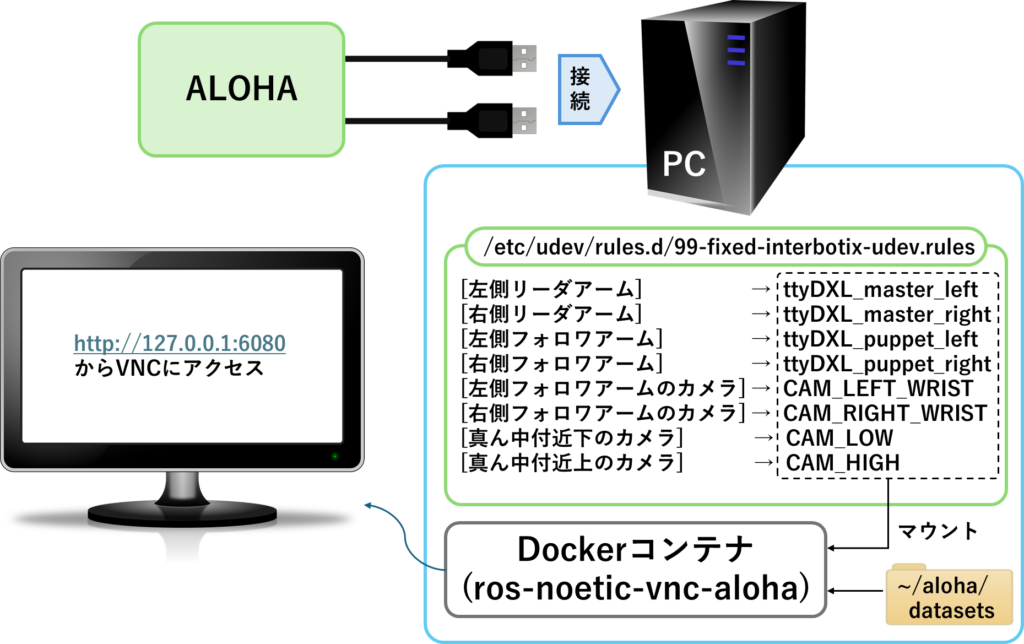 ALOHA
接
続
PC
/etc/udev/rules.d/99-fixed-interbotix-udev.rules
[左側リーダアーム] → ttyDXL_master_left
[右側リーダアーム] → ttyDXL_master_right
[左側フォロワアーム] → ttyDXL_puppet_left
[右側フォロワアーム] → ttyDXL_puppet_right
[左側フォロワアームのカメラ] → CAM_LEFT_WRIST
[右側フォロワアームのカメラ] → CAM_RIGHT_WRIST
[真ん中付近下のカメラ] → CAM_LOW
[真ん中付近上のカメラ] → CAM_HIGH
http://127.0.0.1:6080
からVNCにアクセス
マウント
Dockerコンテナ
(ros-noetic-vnc-aloha)
~/aloha/
datasets